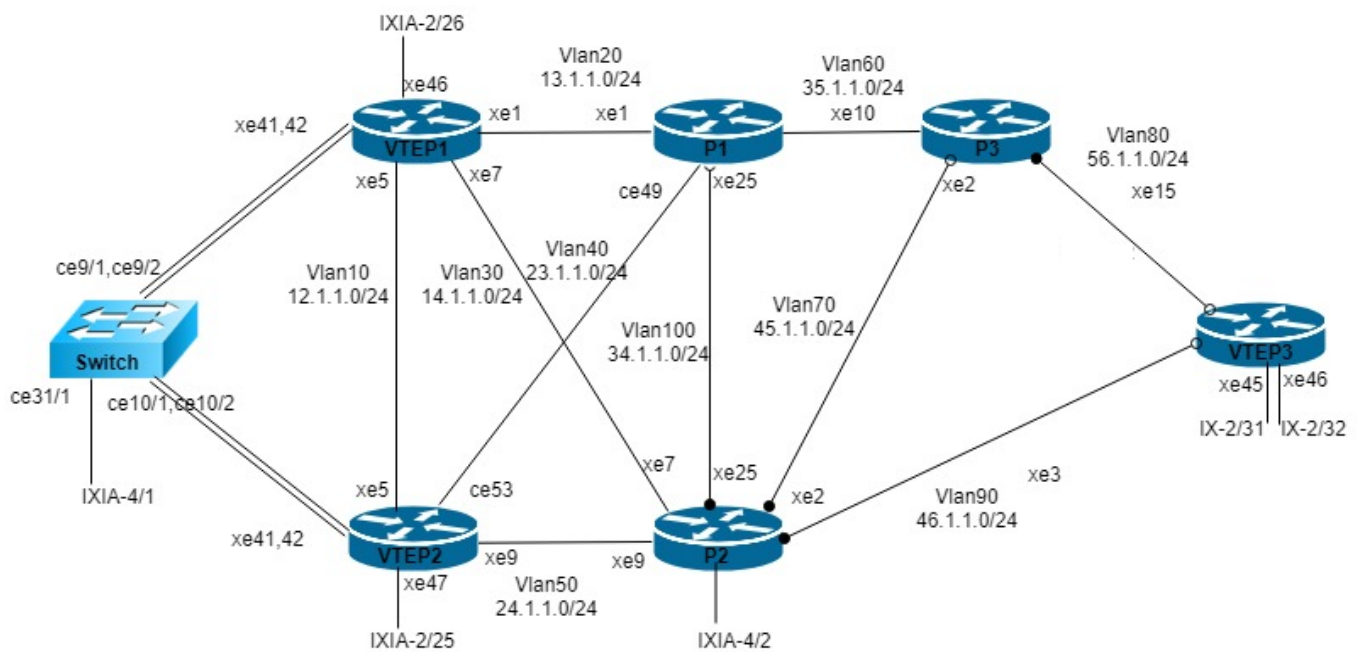 IXIA-2/26
Vlan20
13.1.1.0/24
Vlan60
35.1.1.0/24
xe46
xe41,42
xe1
xe1
xe10
Vlan80
56.1.1.0/24
VTEP1
P1
P3
xe5
xe7
ce49
xe25
xe2
xe15
ce9/1,ce9/2
Vlan10
12.1.1.0/24
Vlan30
14.1.1.0/24
Vlan40
23.1.1.0/24
Vlan100
34.1.1.0/24
Vlan70
45.1.1.0/24
Switch
VTEP3
ce31/1
ce10/1,ce10/2
xe45
xe46
IX-2/31
IX-2/32
IXIA-4/1
xe5
ce53
xe7
xe25
xe2
xe3
Vlan90
46.1.1.0/24
xe41,42
VTEP2
xe9
xe9
P2
xe47
Vlan50
24.1.1.0/24
IXIA-2/25
IXIA-4/2